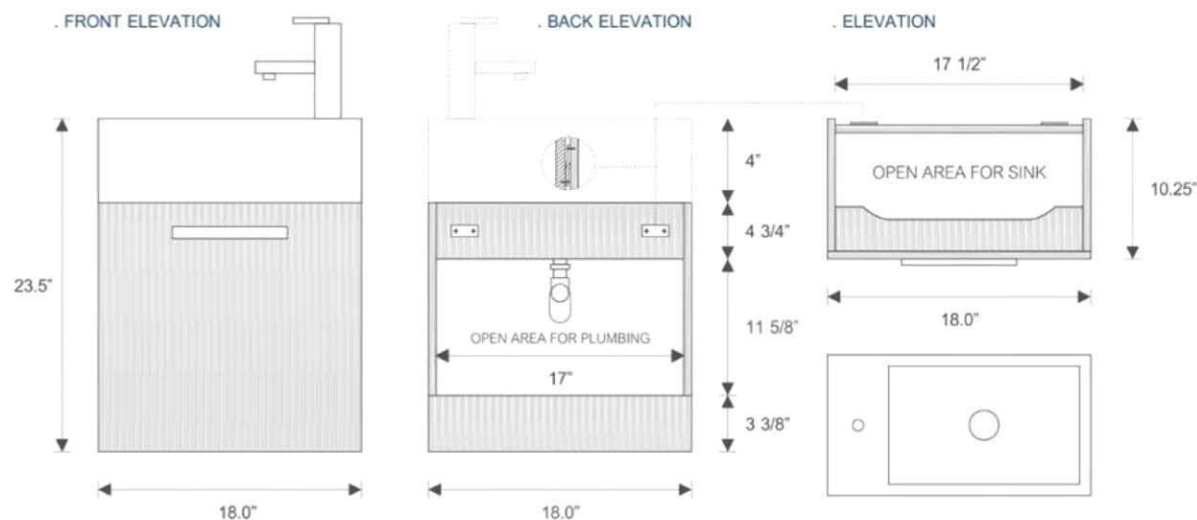 . FRONT ELEVATION
23.5"
18.0"
. BACK ELEVATION
4"
4 3/4"
11 5/8"
OPEN AREA FOR PLUMBING
17"
3 3/8"
18.0"
. ELEVATION
17 1/2"
OPEN AREA FOR SINK
10.25"
18.0"